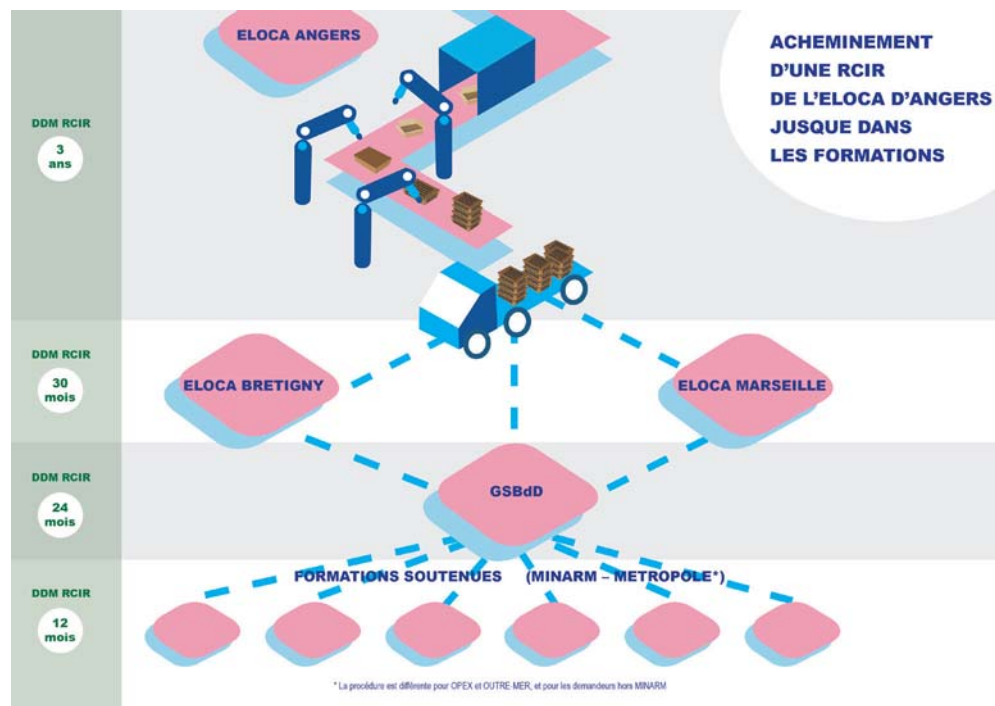 ELOCA ANGERS
ACHEMINEMENT
D'UNE RCIR
DE L'ELOCA D'ANGERS
JUSQUE DANS
LES FORMATIONS
DDM RCIR
3
ans
DDM RCIR
30
mois
ELOCA BRETIGNY
ELOCA MARSEILLE
DDM RCIR
24
mois
GSBdD
FORMATIONS SOUTENUES (MINARM – METROPOLE*)
DDM RCIR
12
mois
* La procédure est différente pour OPEX et OUTRE-MER, et pour les demandeurs hors MINARM